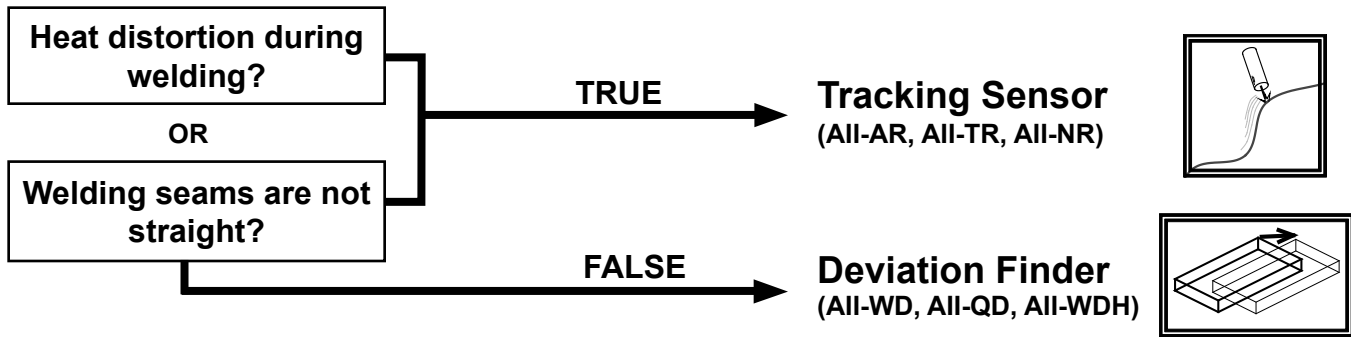 Heat distortion during
welding?
OR
Welding seams are not
straight?
TRUE
Tracking Sensor
(AII-AR, AII-TR, AII-NR)
FALSE
Deviation Finder
(AII-WD, AII-QD, AII-WDH)